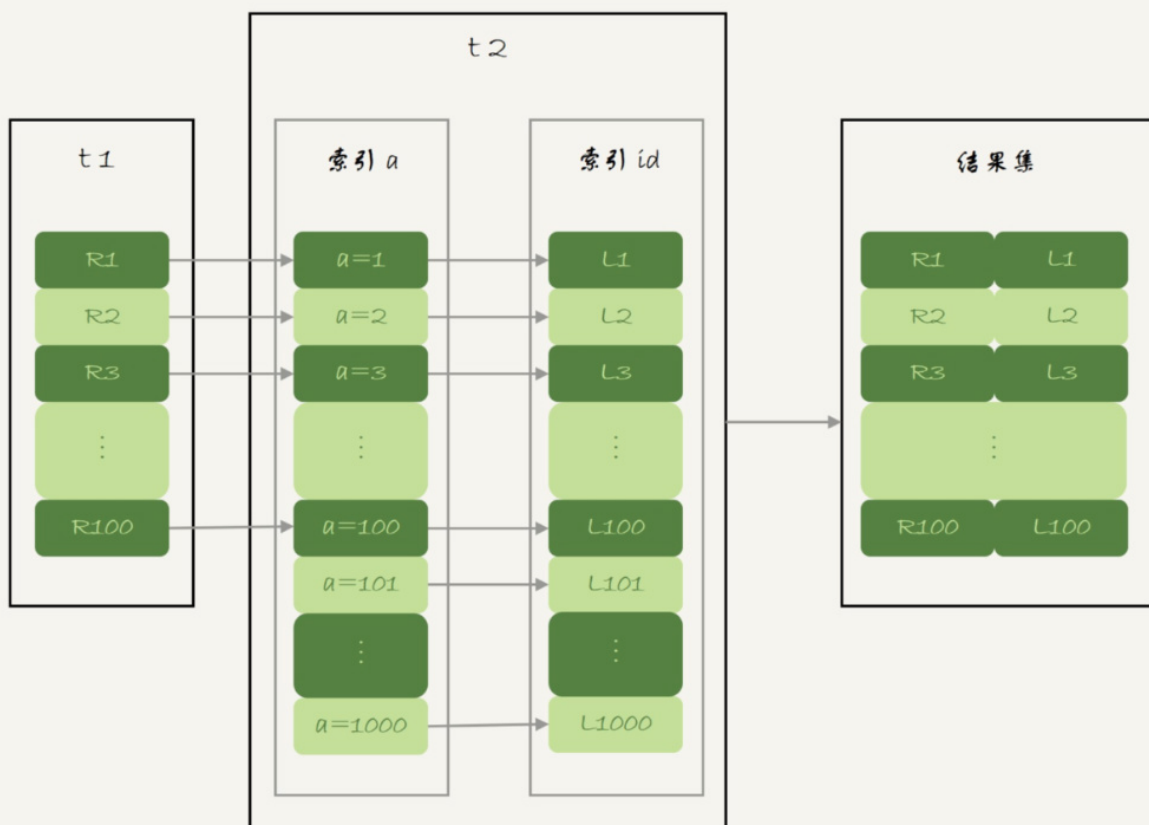 t2
t1
索引 a
索引 id
结果集
R1
a=1
L1
R1
L1
R2
a=2
L2
R2
L2
R3
a=3
L3
R3
L3
⋮
⋮
⋮
⋮
R100
a=100
L100
R100
L100
a=101
L101
⋮
⋮
a=1000
L1000